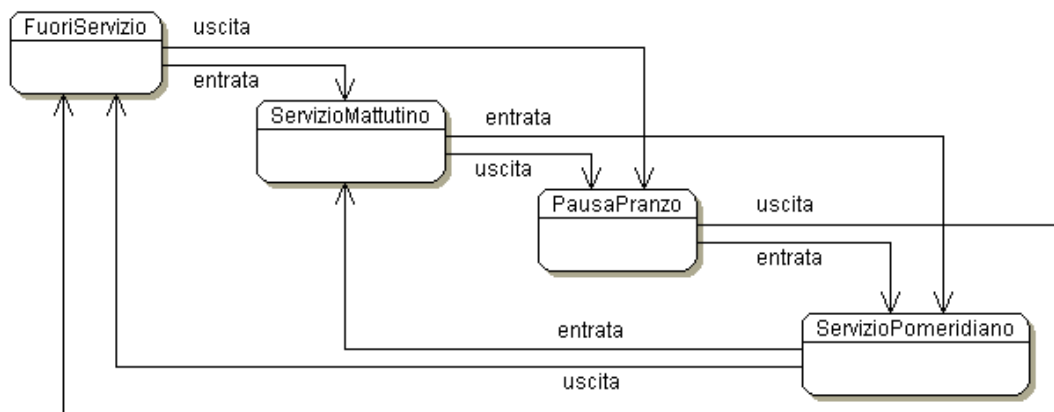 FuoriServizio
uscita
entrata
ServizioMattutino
entrata
uscita
PausaPranzo
uscita
entrata
ServizioPomeridiano
entrata
uscita